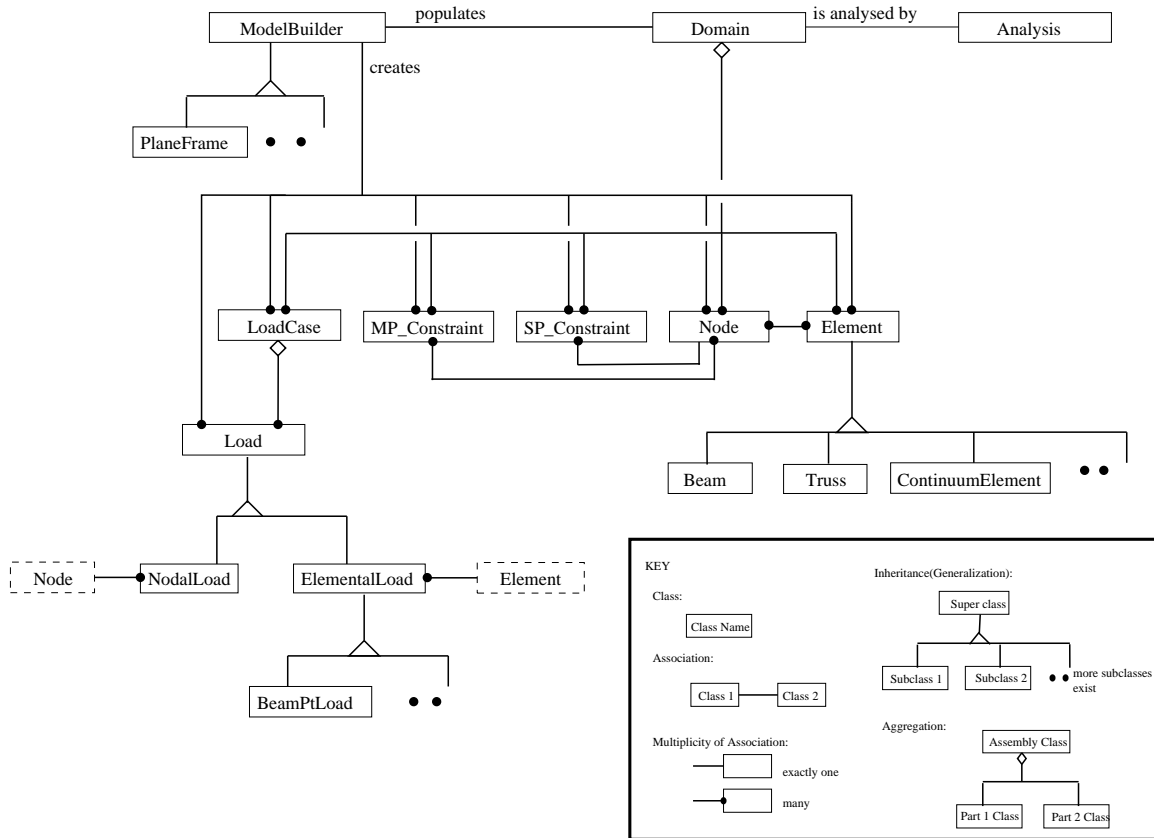 populates
is analysed by
ModelBuilder
Domain
Analysis
creates
PlaneFrame
LoadCase
MP_Constraint
SP_Constraint
Node
Element
Load
Beam
Truss
ContinuumElement
Node
NodalLoad
ElementalLoad
Element
BeamPtLoad
KEY
Class:
Class Name
Association:
Class 1
Class 2
Multiplicity of Association:
exactly one
many
Inheritance(Generalization):
Super class
Subclass 1
Subclass 2
more subclasses
exist
Aggregation:
Assembly Class
Part 1 Class
Part 2 Class